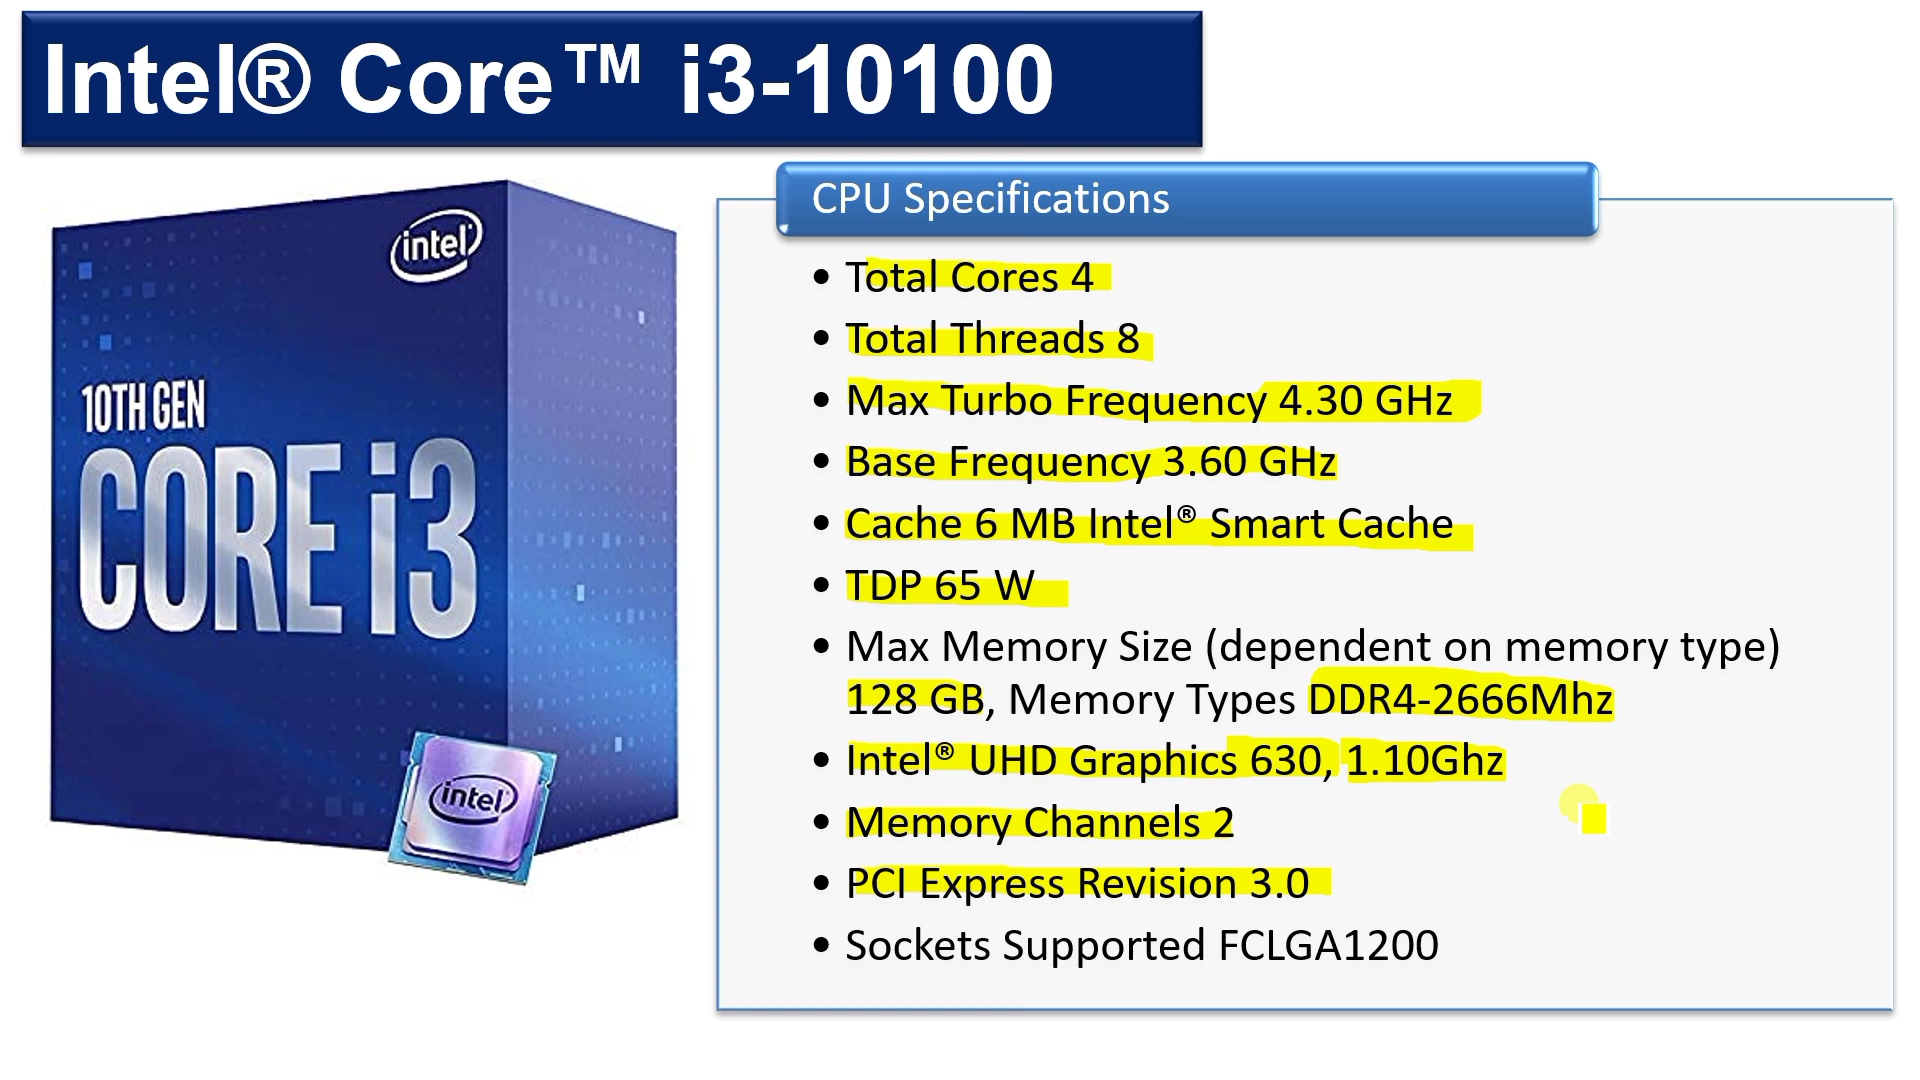 Intel® Core™ i3-10100
CPU Specifications
intel
10TH GEN
CORE i3
intel
• Total Cores 4
• Total Threads 8
• Max Turbo Frequency 4.30 GHz
• Base Frequency 3.60 GHz
• Cache 6 MB Intel® Smart Cache
• TDP 65 W
• Max Memory Size (dependent on memory type)
128 GB, Memory Types DDR4-2666Mhz
• Intel® UHD Graphics 630, 1.10Ghz
• Memory Channels 2
• PCI Express Revision 3.0
• Sockets Supported FCLGA1200